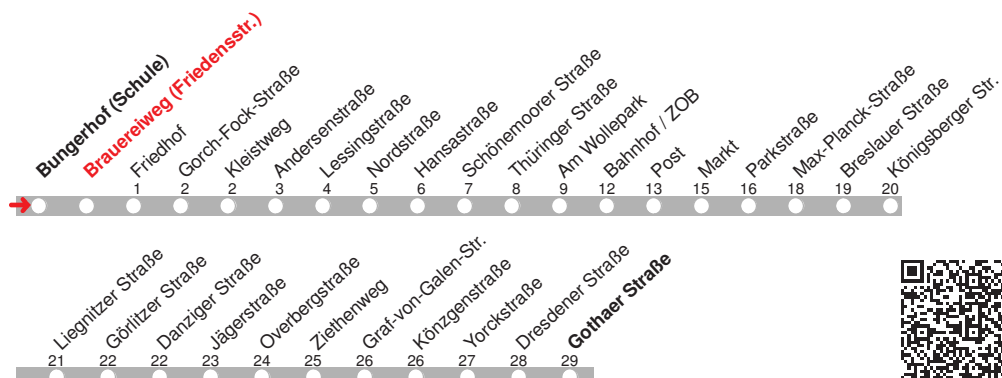 Bungerhof (Schule)
Brauereiweg (Friedensstr.)
Friedhof
Gorch-Fock-Straße
Kleistweg
Anderssenstraße
Lessingstraße
Nordstraße
Hansastraße
Schönemoorer Straße
Thüringer Straße
Am Wollepark
Bahnhof / ZOB
Post
Markt
Parkstraße
Max-Planck-Straße
Breslauer Straße
Königsberger Str.
1 2 2 3 4 5 6 7 8 9 12 13 15 16 18 19 20
Liegnitzer Straße
Görlitzer Straße
Danziger Straße
Jägerstraße
Overbergstraße
Ziethenweg
Graf-von-Galen-Str.
Könzgenstraße
Yorckstraße
Dresdener Straße
Gothaer Straße
21 22 22 23 24 25 26 26 27 28 29